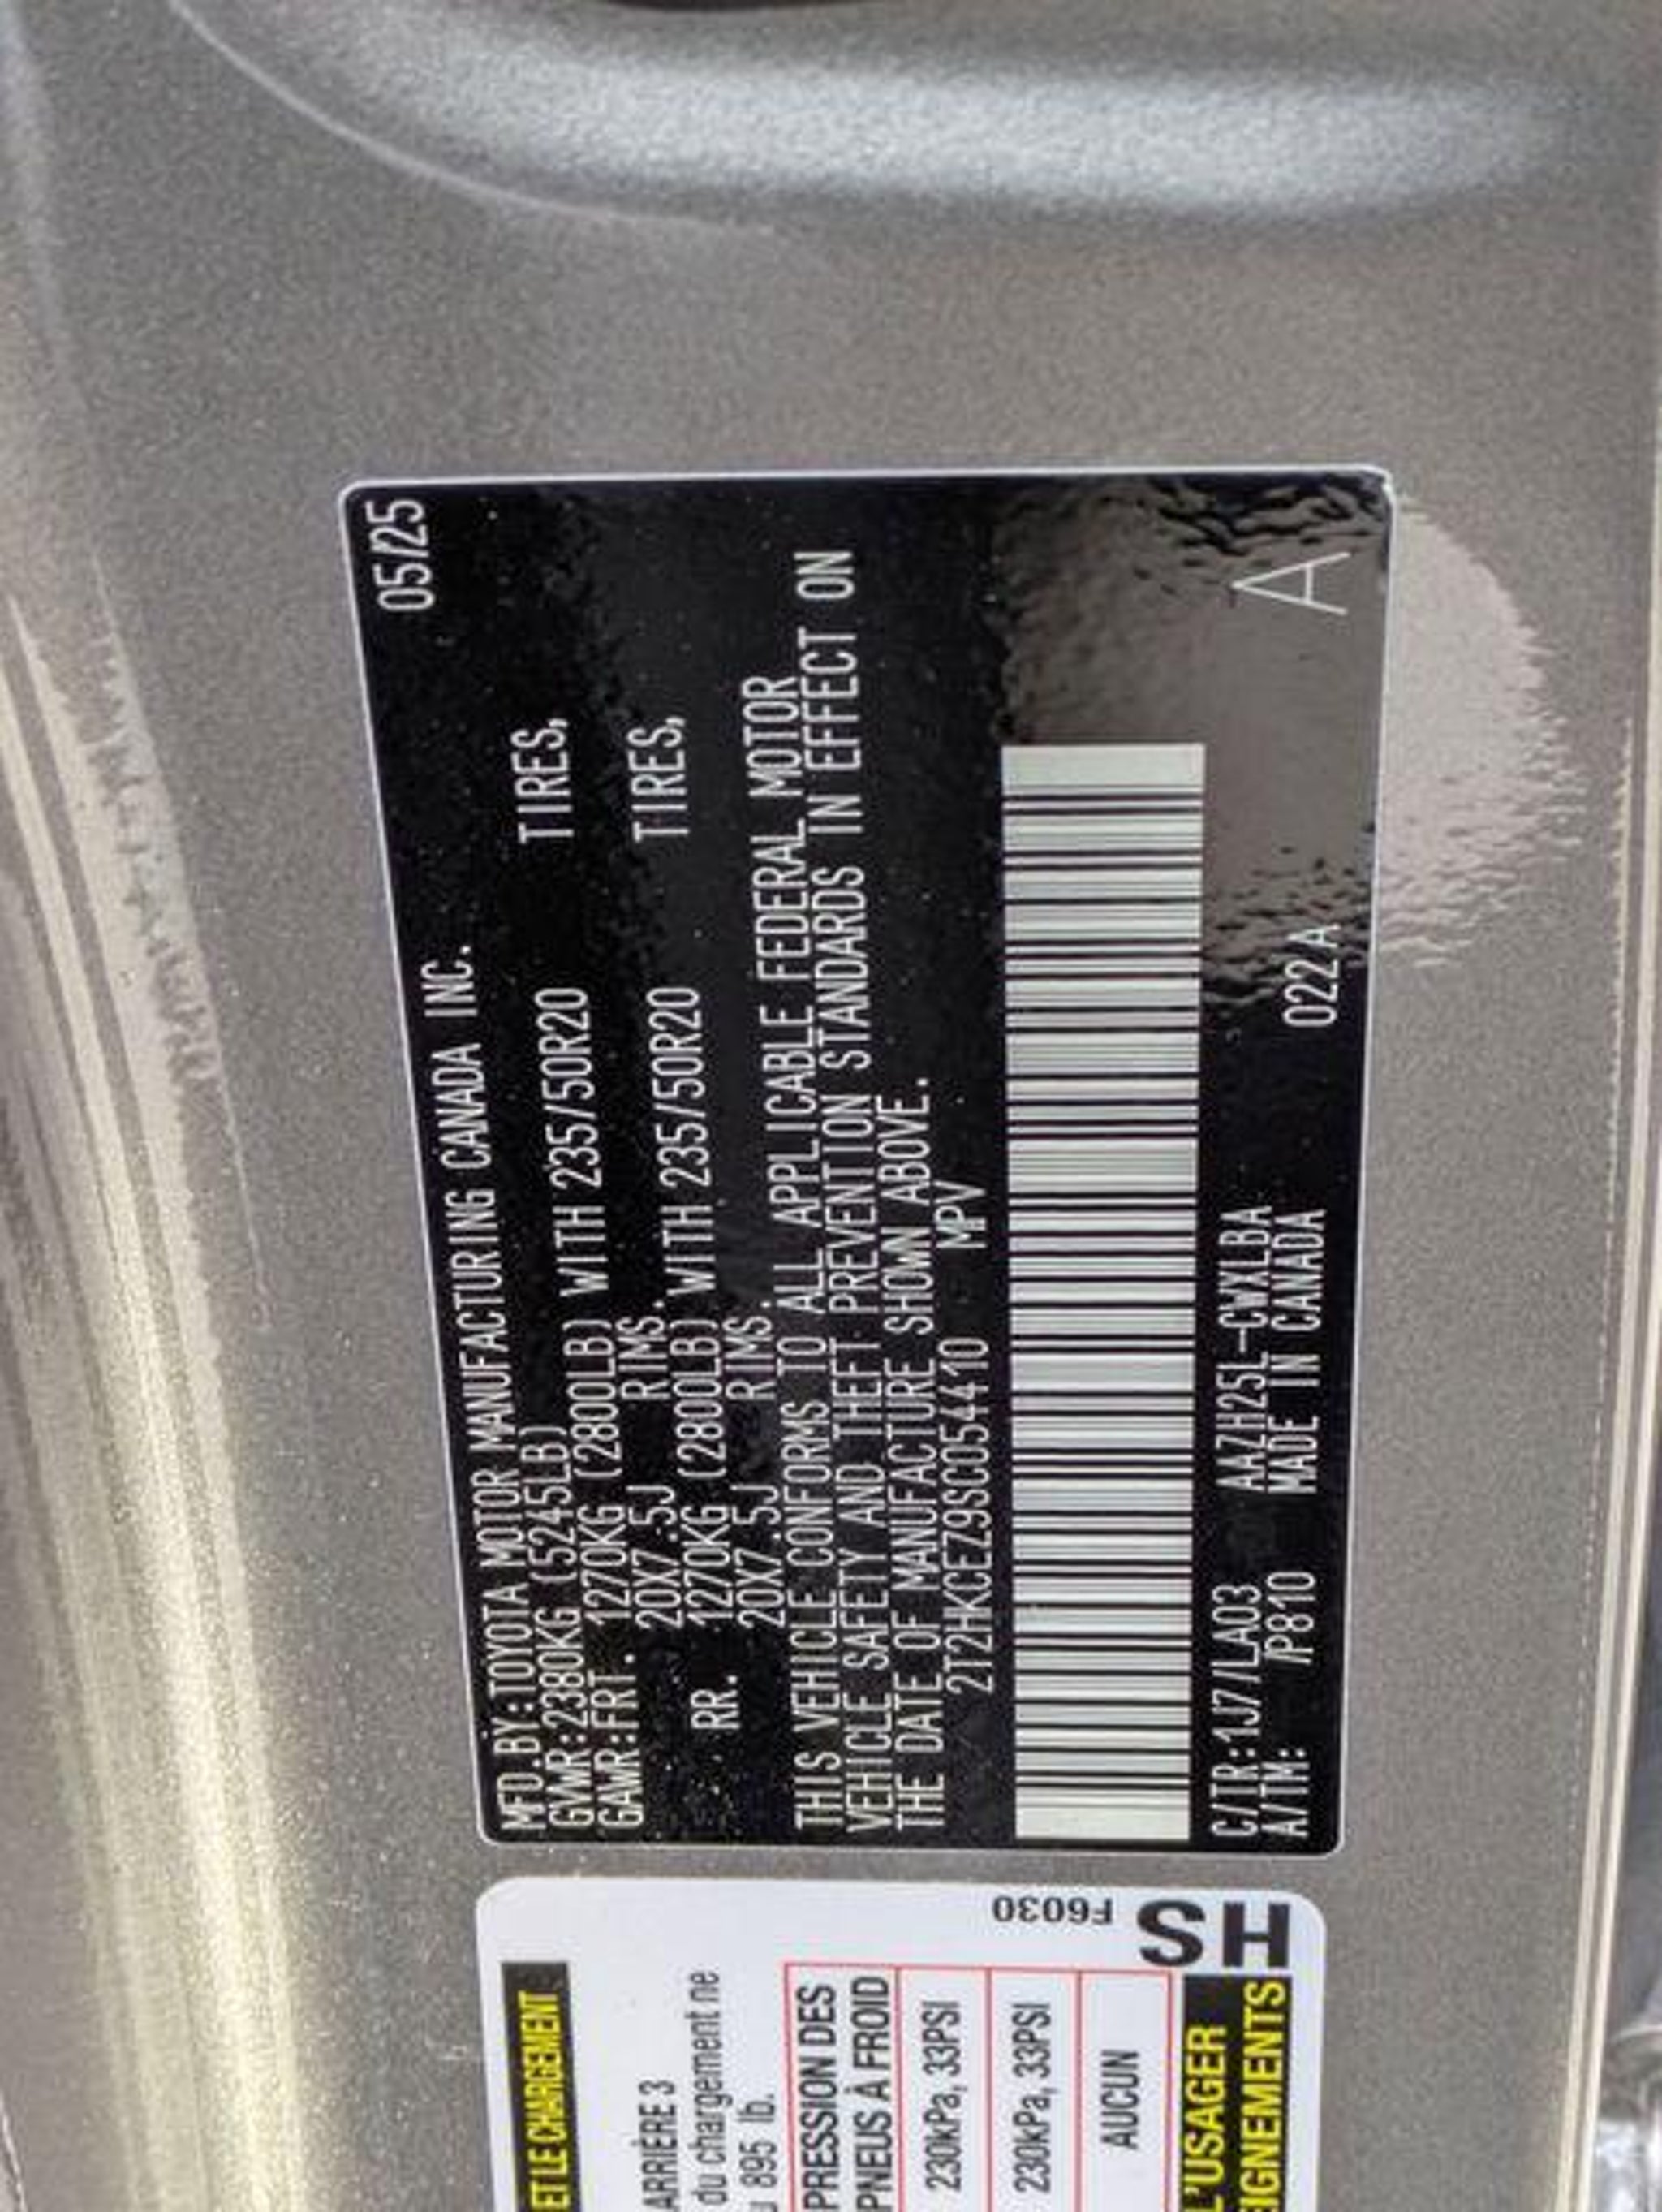 05/25
MFD.BY:TOYOTA MOTOR MANUFACTURING CANADA INC.
GVWR:2380KG (5245LB)
GAWR:FRT. 1270KG (2800LB) WITH 235/50R20 TIRES,
20X7.5J RIMS.
RR. 1270KG (2800LB) WITH 235/50R20 TIRES,
20X7.5J RIMS.
THIS VEHICLE CONFORMS TO ALL APPLICABLE FEDERAL MOTOR
VEHICLE SAFETY AND THEFT PREVENTION STANDARDS IN EFFECT ON
THE DATE OF MANUFACTURE SHOWN ABOVE.
2T2HKCEZ9SC054410 MPV
C/TR:1J7/LA03 AAZH25L-CWXLBA
A/TM: /P810 MADE IN CANADA 022A
A
ET LE CHARGEMENT
ARRIÈRE 3
du chargement ne
895 lb.
PRESSION DES
PNEUS À FROID
230kPa, 33PSI
230kPa, 33PSI
AUCUN
L'USAGER
EIGNEMENTS
F6030
HS